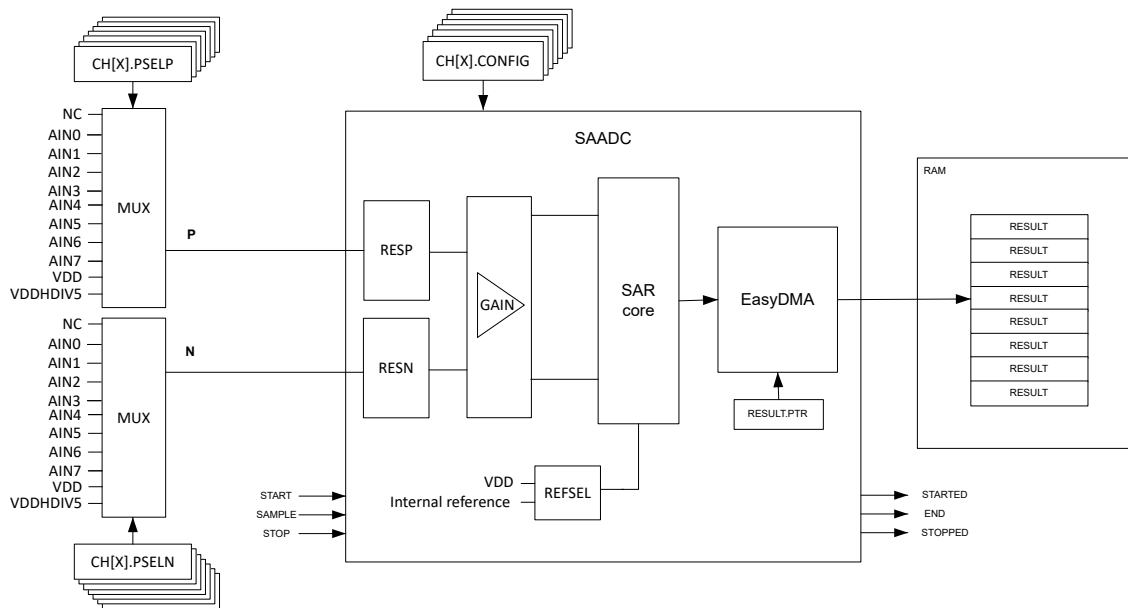 CH[X].PSELP
CH[X].CONFIG
NC
AIN0
AIN1
AIN2
AIN3
AIN4
AIN5
AIN6
AIN7
VDD
VDDHDIV5
MUX
P
NC
AIN0
AIN1
AIN2
AIN3
AIN4
AIN5
AIN6
AIN7
VDD
VDDHDIV5
MUX
N
CH[X].PSELN
SAADC
RESP
RESN
GAIN
SAR
core
EasyDMA
RESULT.PTR
VDD
Internal reference
REFSEL
START
SAMPLE
STOP
STARTED
END
STOPPED
RAM
RESULT
RESULT
RESULT
RESULT
RESULT
RESULT
RESULT
RESULT